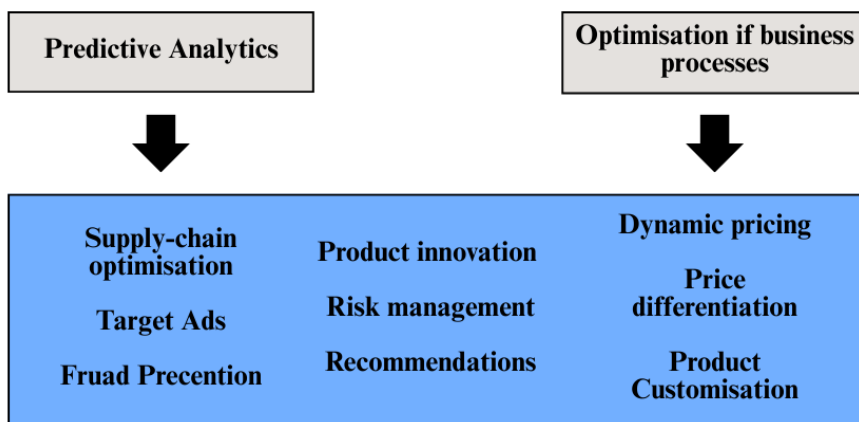 Predictive Analytics
Optimisation if business
processes
Supply-chain
optimisation
Target Ads
Fruad Precention
Product innovation
Risk management
Recommendations
Dynamic pricing
Price
differentiation
Product
Customisation